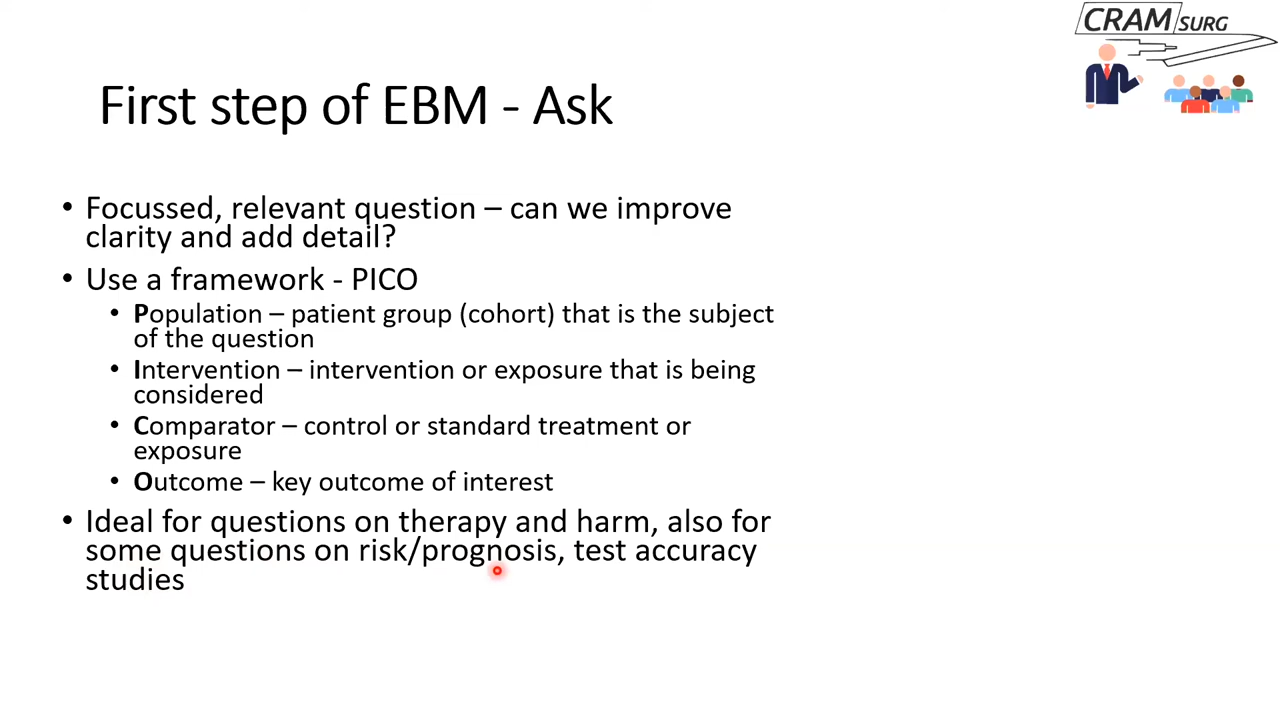 CRAM SURG
First step of EBM - Ask
• Focussed, relevant question – can we improve
clarity and add detail?
• Use a framework - PICO
• Population – patient group (cohort) that is the subject
of the question
• Intervention – intervention or exposure that is being
considered
• Comparator – control or standard treatment or
exposure
• Outcome – key outcome of interest
• Ideal for questions on therapy and harm, also for
some questions on risk/prognosis, test accuracy
studies